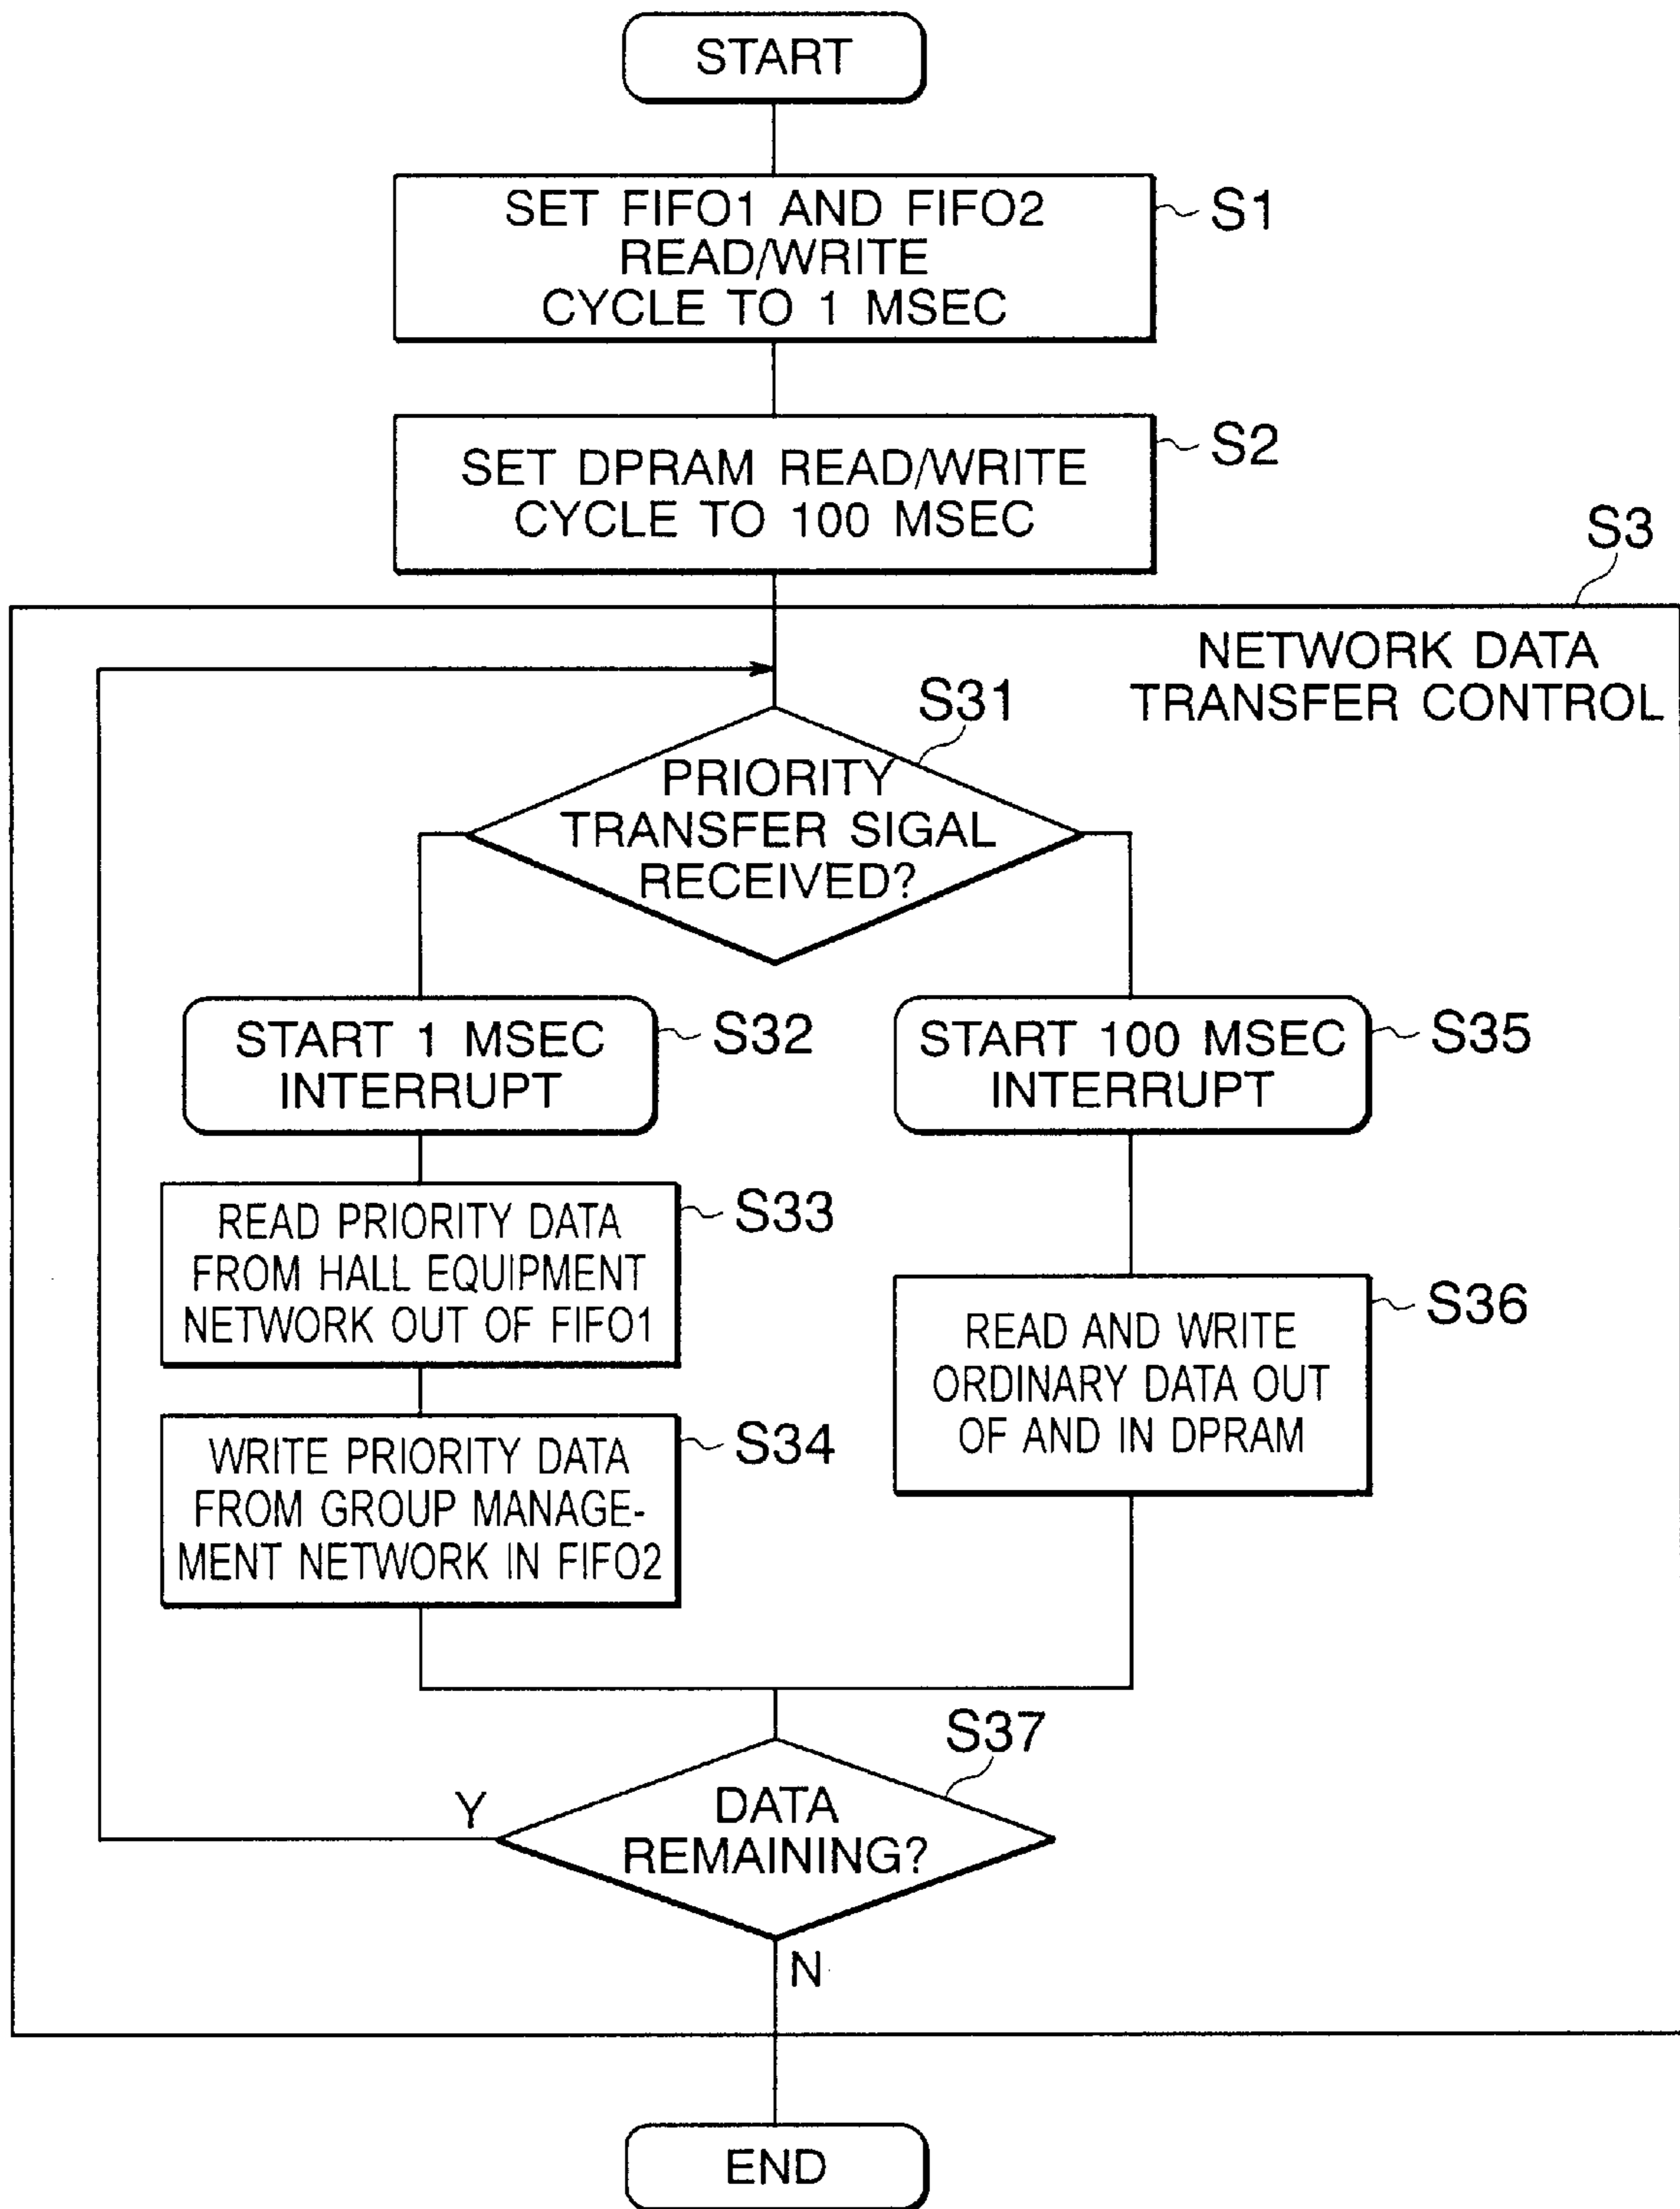 START
SET FIFO1 AND FIFO2
READ/WRITE
CYCLE TO 1 MSEC
S1
SET DPRAM READ/WRITE
CYCLE TO 100 MSEC
S2
S3
NETWORK DATA
TRANSFER CONTROL
S31
PRIORITY
TRANSFER SIGAL
RECEIVED?
START 1 MSEC
INTERRUPT
S32
START 100 MSEC
INTERRUPT
S35
READ PRIORITY DATA
FROM HALL EQUIPMENT
NETWORK OUT OF FIFO1
S33
READ AND WRITE
ORDINARY DATA OUT
OF AND IN DPRAM
S36
WRITE PRIORITY DATA
FROM GROUP MANAGE-
MENT NETWORK IN FIFO2
S34
S37
DATA
REMAINING?
Y
N
END